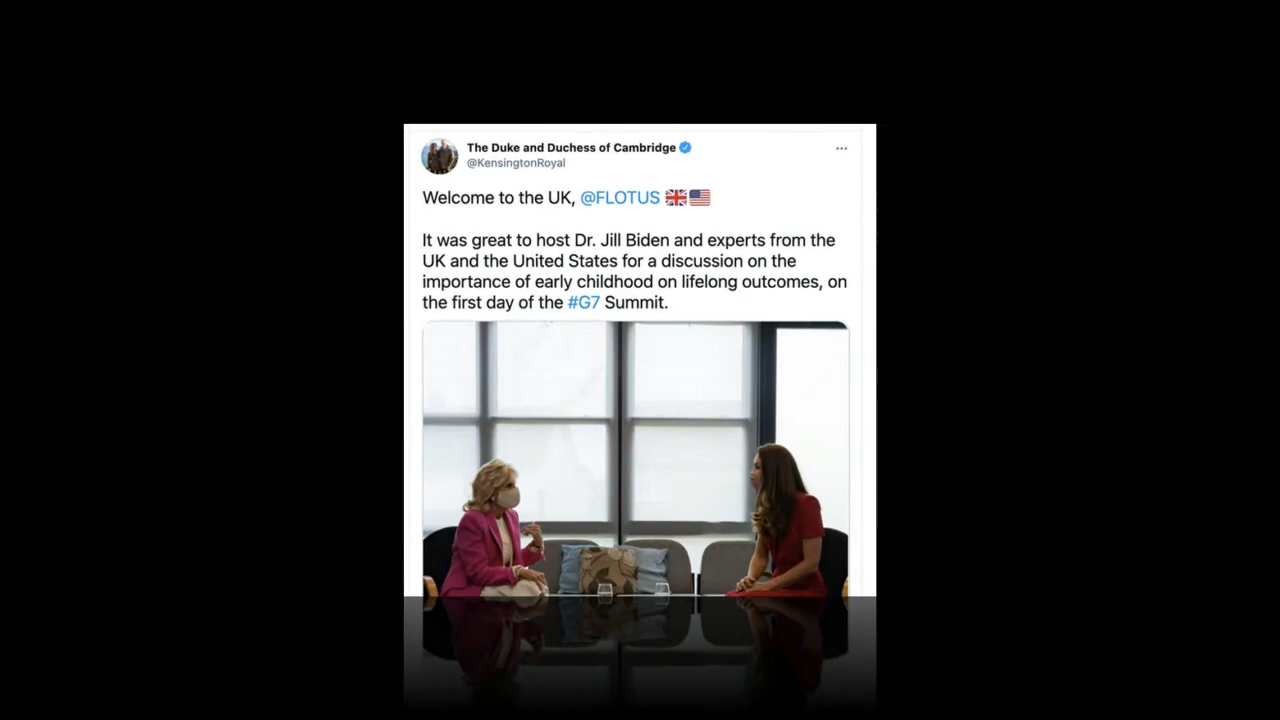 The Duke and Duchess of Cambridge
@KensingtonRoyal
Welcome to the UK, @FLOTUS 🇬🇧🇺🇸
It was great to host Dr. Jill Biden and experts from the
UK and the United States for a discussion on the
importance of early childhood on lifelong outcomes, on
the first day of the #G7 Summit.